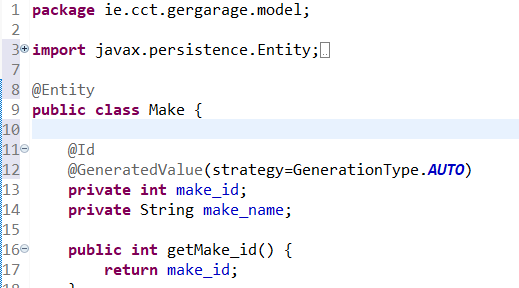 1 package ie.cct.gergarage.model;
2
3 import javax.persistence.Entity;
7
8 @Entity
9 public class Make {
10
11 @Id
12 @GeneratedValue(strategy=GenerationType.AUTO)
13 private int make_id;
14 private String make_name;
15
16 public int getMake_id() {
17 return make_id;
18 }